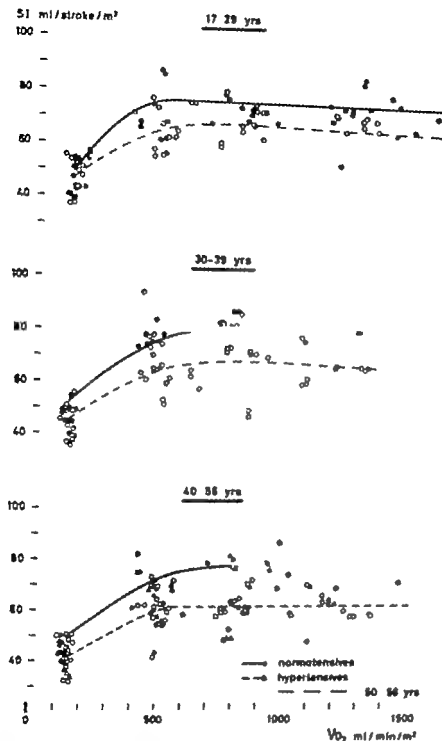 SI ml/stroke/m²
17 29 yrs
100
80
60
40
30-39 yrs
100
80
60
40
40 56 yrs
100
80
60
40
normotensives
hypertensives
50 56 yrs
0 500 1000 1500
V̇O₂ ml/min/m²